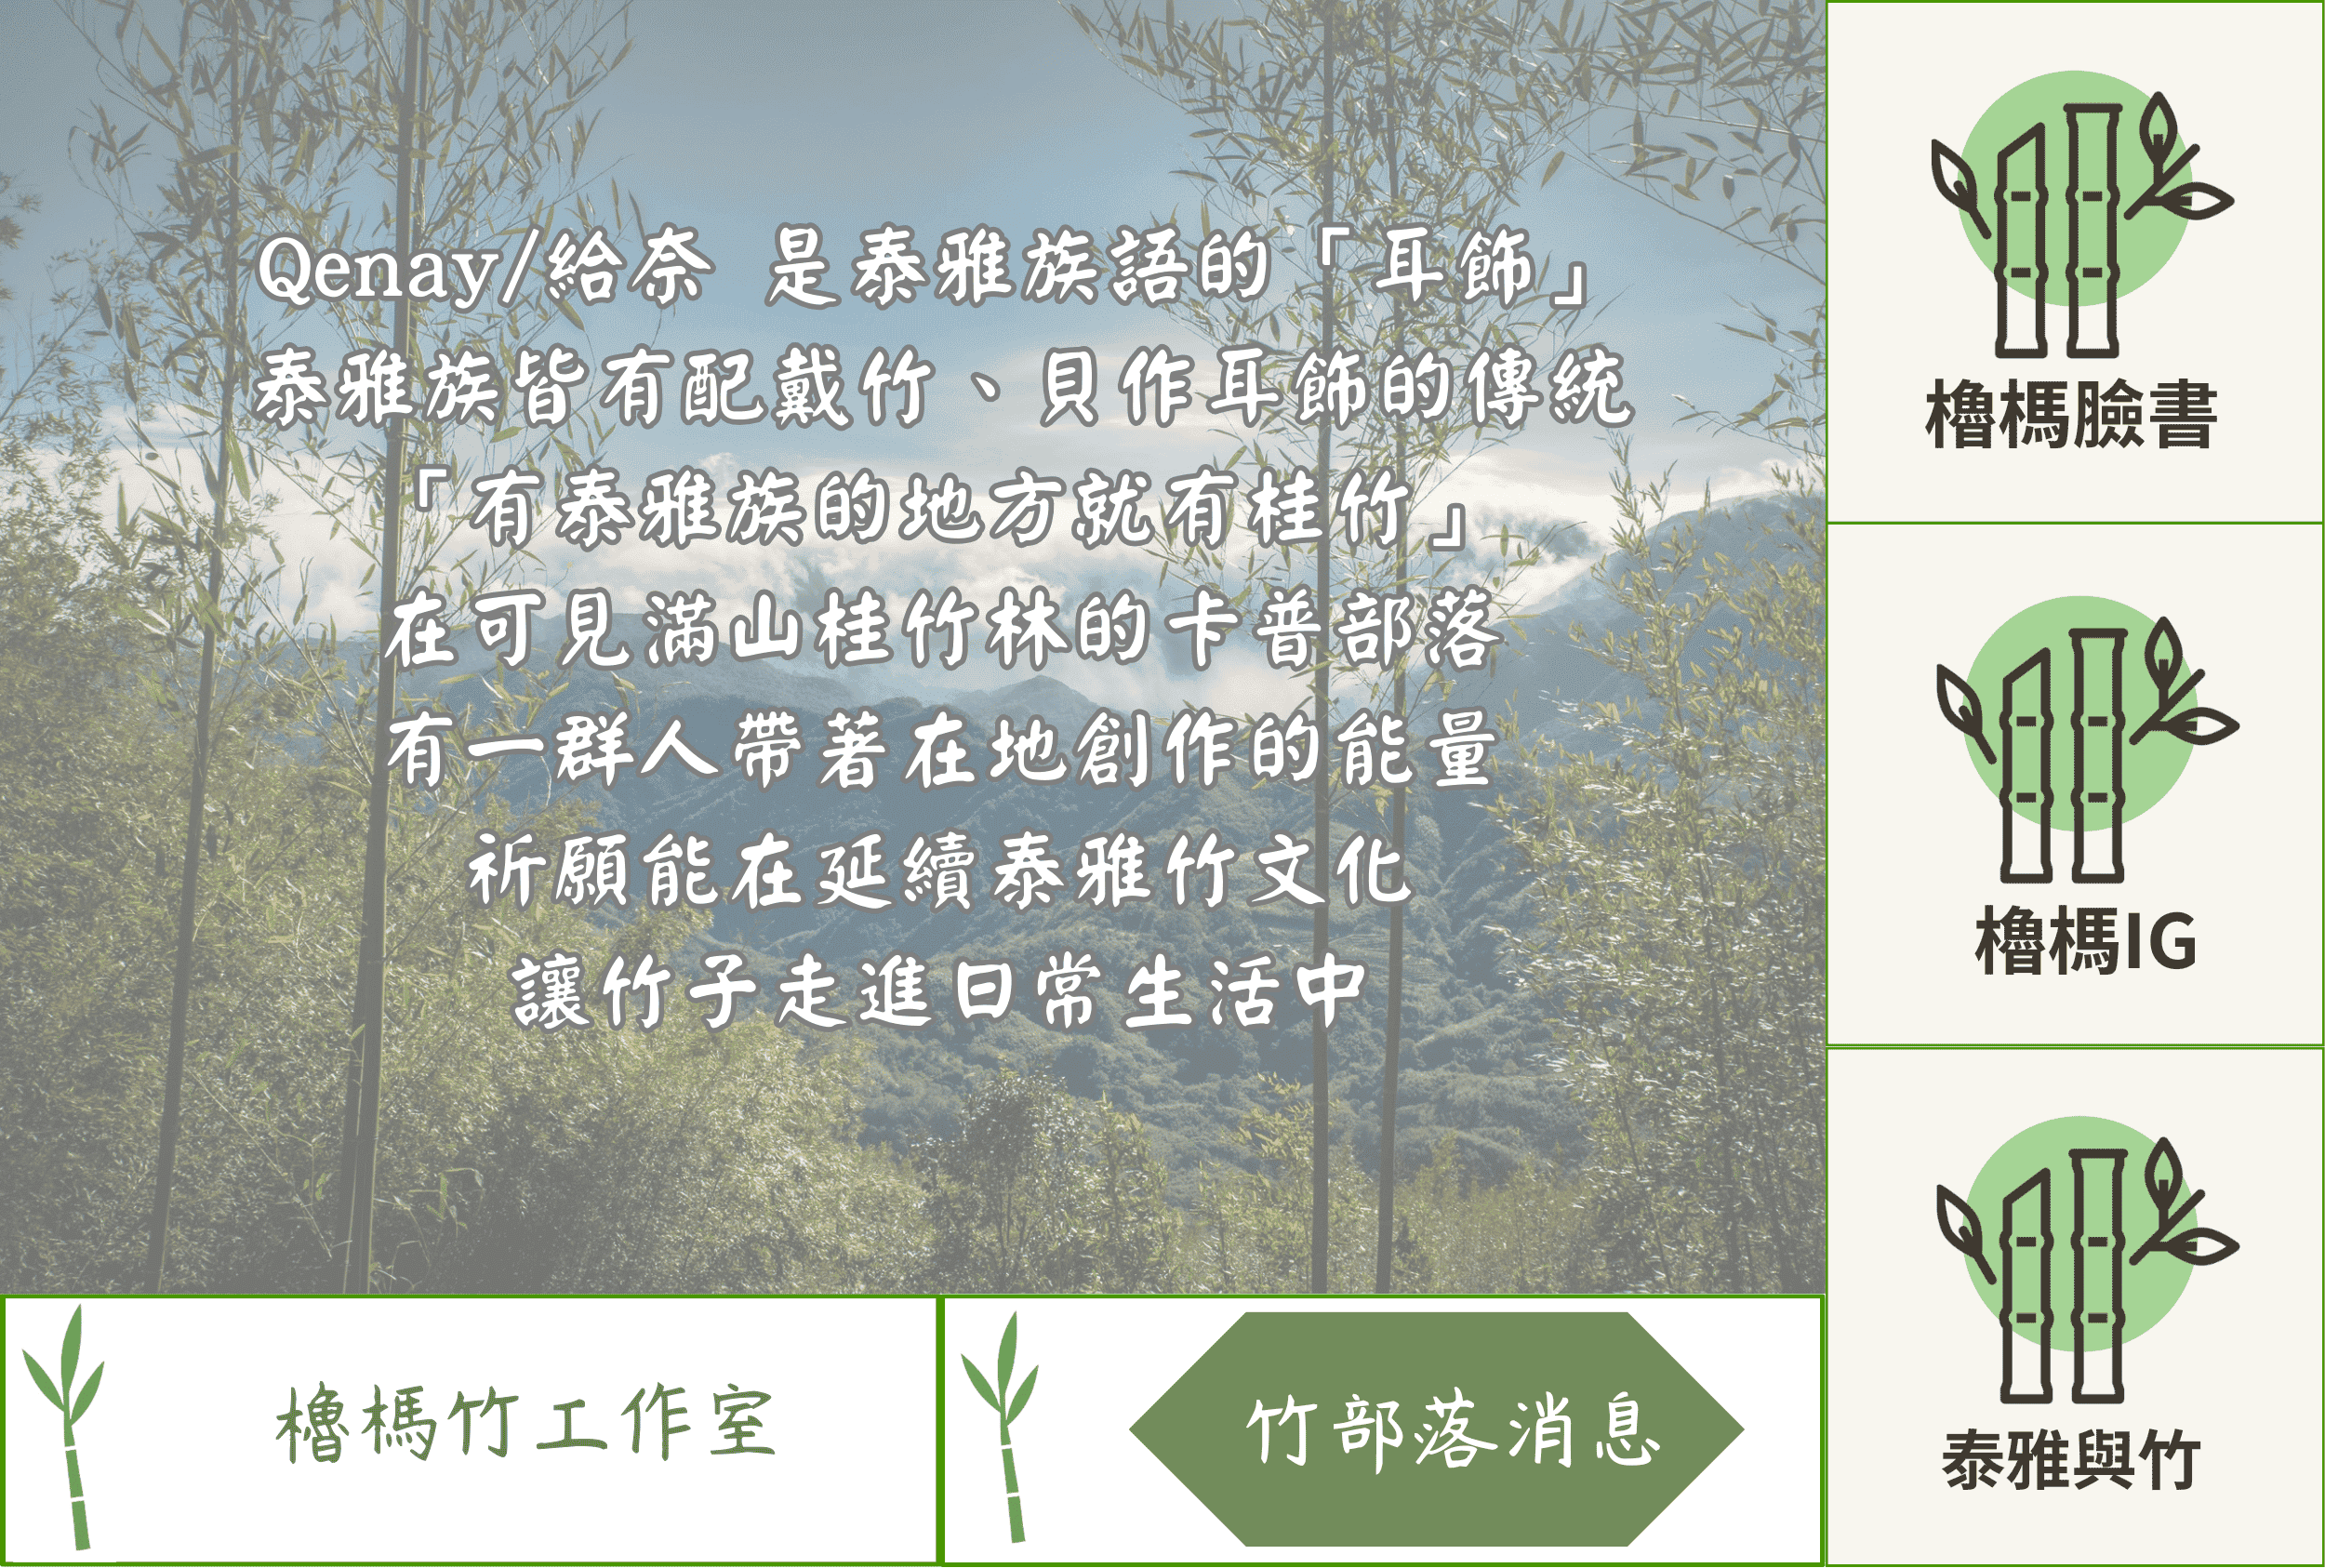 Qenay/給奈 是泰雅族語的「耳飾」
泰雅族皆有配戴竹、貝作耳飾的傳統
「有泰雅族的地方就有桂竹」
在可見滿山桂竹林的卡普部落
有一群人帶著在地創作的能量
祈願能在延續泰雅竹文化
讓竹子走進日常生活中
櫓榪臉書
櫓榪IG
泰雅與竹
櫓榪竹工作室
竹部落消息